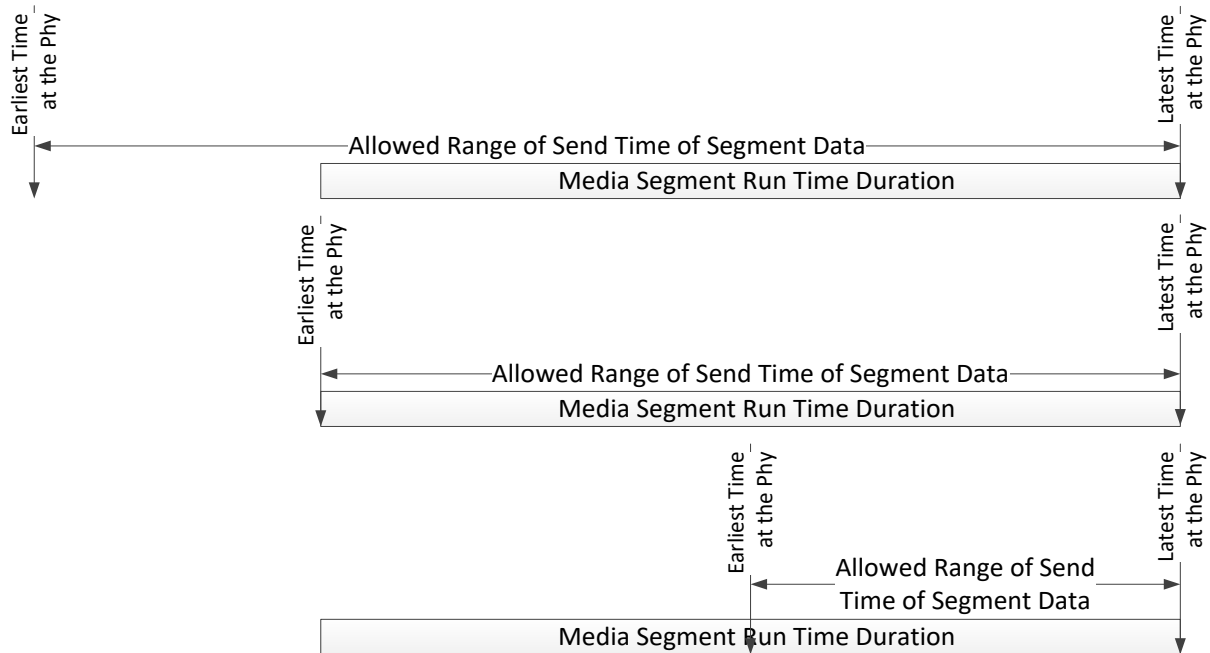 Earliest Time
at the Phy
Latest Time
at the Phy
Allowed Range of Send Time of Segment Data
Media Segment Run Time Duration
Earliest Time
at the Phy
Latest Time
at the Phy
Allowed Range of Send Time of Segment Data
Media Segment Run Time Duration
Earliest Time
at the Phy
Latest Time
at the Phy
Allowed Range of Send
Time of Segment Data
Media Segment Run Time Duration